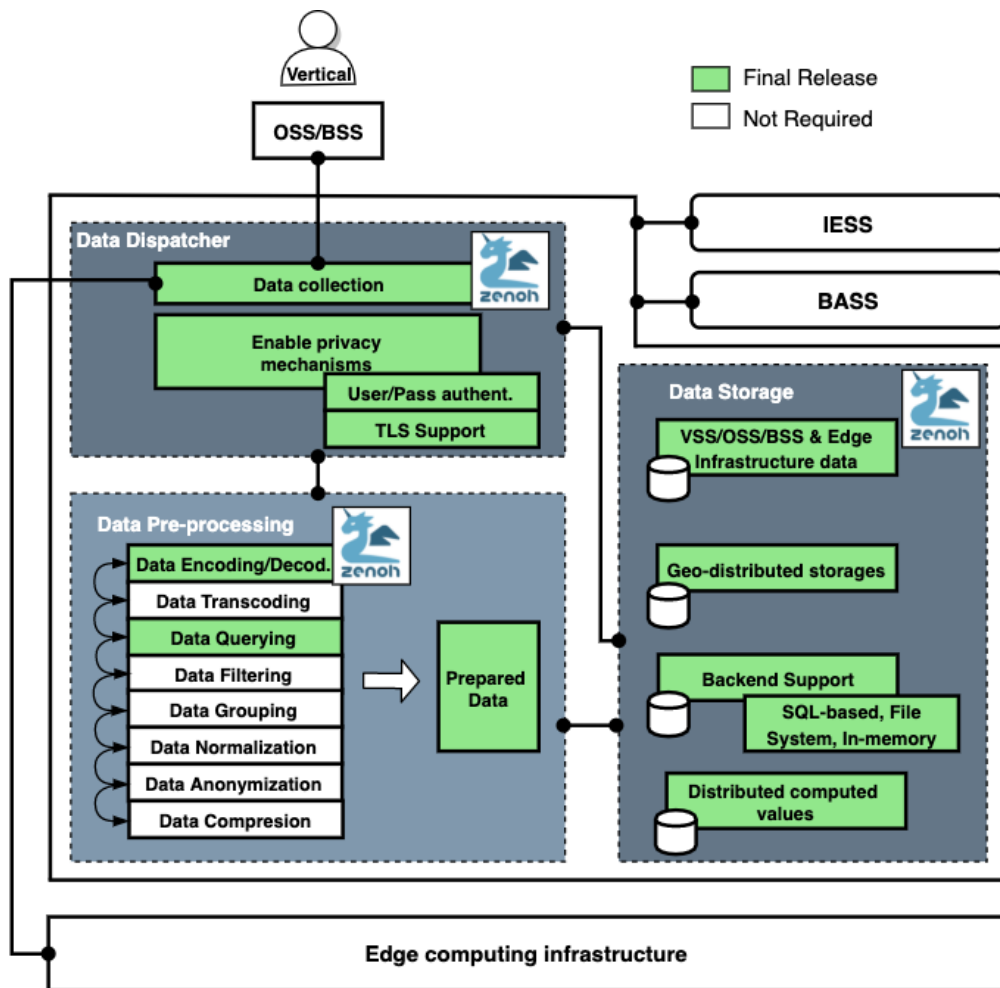 Vertical
OSS/BSS
Final Release
Not Required
IESS
BASS
Data Dispatcher
zenoh
Data collection
Enable privacy
mechanisms
User/Pass authent.
TLS Support
Data Pre-processing
zenoh
Data Encoding/Decod.
Data Transcoding
Data Querying
Data Filtering
Data Grouping
Data Normalization
Data Anonymization
Data Compresion
Prepared
Data
Data Storage
zenoh
VSS/OSS/BSS & Edge
Infrastructure data
Geo-distributed storages
Backend Support
SQL-based, File
System, In-memory
Distributed computed
values
Edge computing infrastructure